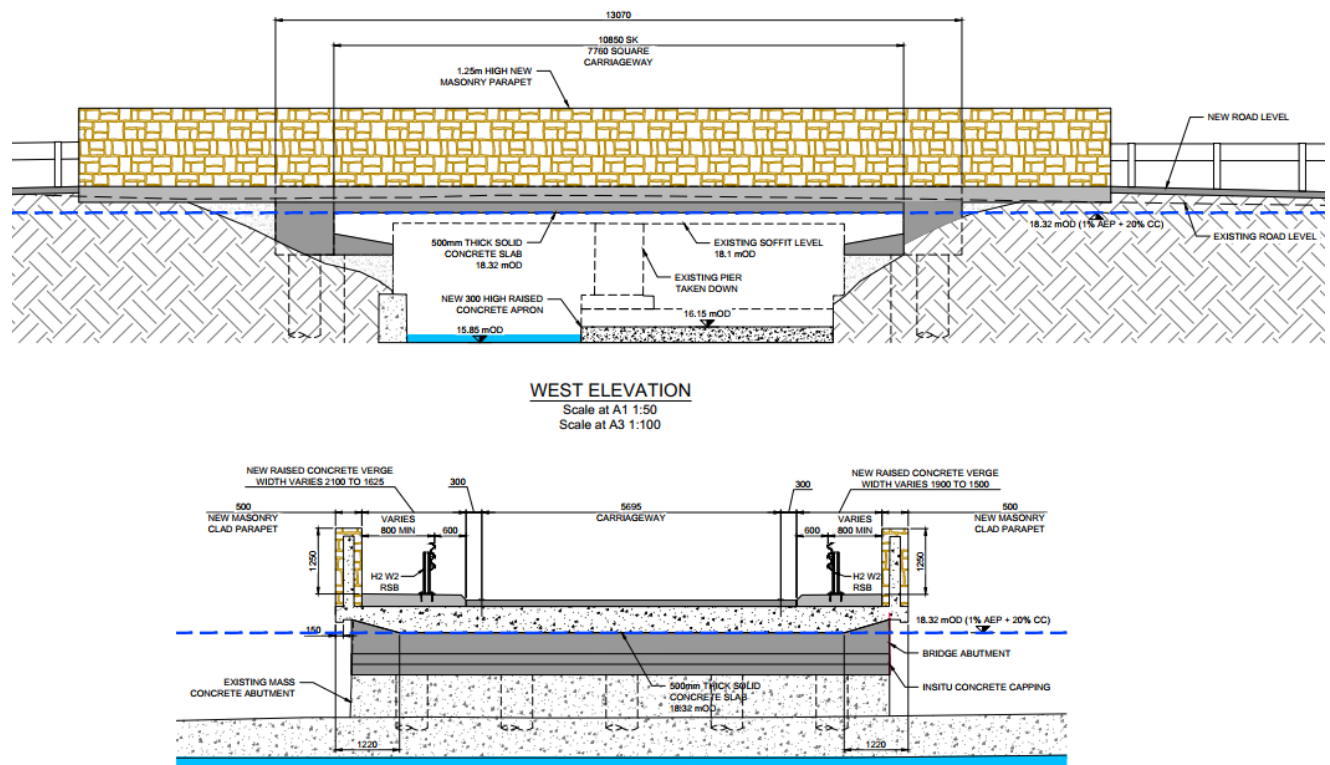 13070
10850 SK
7760 SQUARE
CARRIAGEWAY
1.25m HIGH NEW
MASONRY PARAPET
NEW ROAD LEVEL
18.32 mOD (1% AEP + 20% CC)
500mm THICK SOLID
CONCRETE SLAB
18.32 mOD
EXISTING SOFFIT LEVEL
18.1 mOD
EXISTING ROAD LEVEL
EXISTING PIER
TAKEN DOWN
NEW 300 HIGH RAISED
CONCRETE APRON
16.15 mOD
15.85 mOD
WEST ELEVATION
Scale at A1 1:50
Scale at A3 1:100
NEW RAISED CONCRETE VERGE
WIDTH VARIES 2100 TO 1625
NEW RAISED CONCRETE VERGE
WIDTH VARIES 1900 TO 1500
500
NEW MASONRY
CLAD PARAPET
300
5695
CARRIAGEWAY
300
500
NEW MASONRY
CLAD PARAPET
VARIES
800 MIN
600
600
VARIES
800 MIN
1250
H2 W2
RSB
H2 W2
RSB
1250
18.32 mOD (1% AEP + 20% CC)
150
BRIDGE ABUTMENT
EXISTING MASS
CONCRETE ABUTMENT
500mm THICK SOLID
CONCRETE SLAB
18.32 mOD
INSITU CONCRETE CAPPING
1220
1220